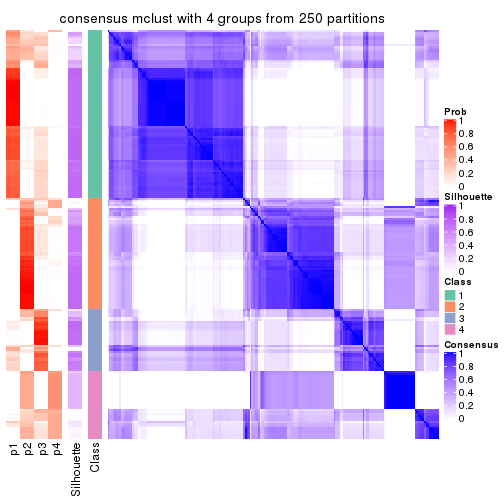 consensus mclust with 4 groups from 250 partitions
Prob
1
0.8
0.6
0.4
0.2
0
Silhouette
0.8
0.6
0.4
0.2
0
Class
1
2
3
4
Consensus
1
0.8
0.6
0.4
0.2
0
p1
p2
p3
p4
Silhouette
Class